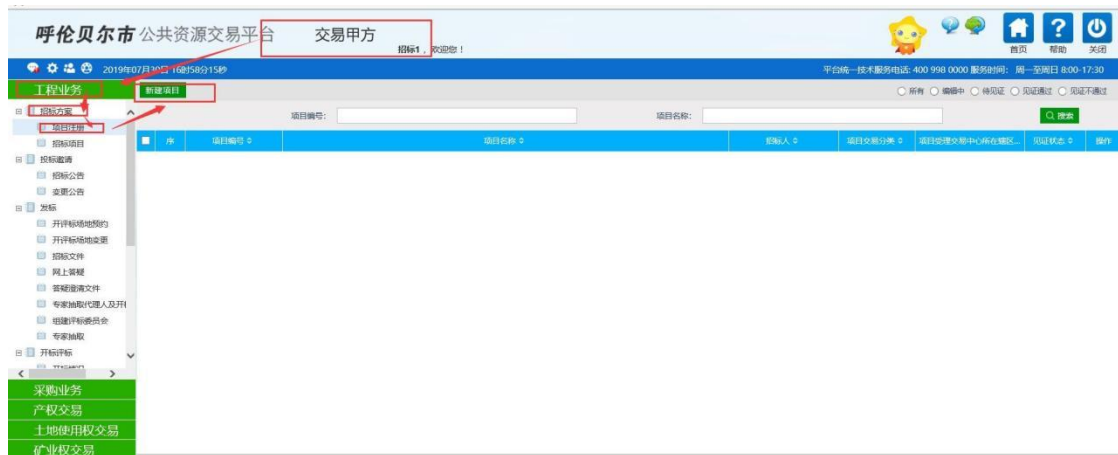 呼伦贝尔市 公共资源交易平台 交易甲方
招标1，欢迎您！
首页 帮助 关闭
2019年07月30日 16时58分15秒 平台统一技术服务电话: 400 998 0000 服务时间: 周一至周日 8:00-17:30
工程业务 新建项目 所有 编辑中 待见证 见证通过 见证不通过
招标方案
项目编号: 项目名称: 搜索
项目注册
招标项目
序 项目编号 项目名称 招标人 项目交易分类 项目受理交易中心所在辖区... 见证状态 操作
投标邀请
招标公告
变更公告
发标
开评标场地预约
开评标场地变更
招标文件
网上答疑
答疑澄清文件
专家抽取代理人及开标
组建评标委员会
专家抽取
开标评标
采购业务
产权交易
土地使用权交易
矿业权交易